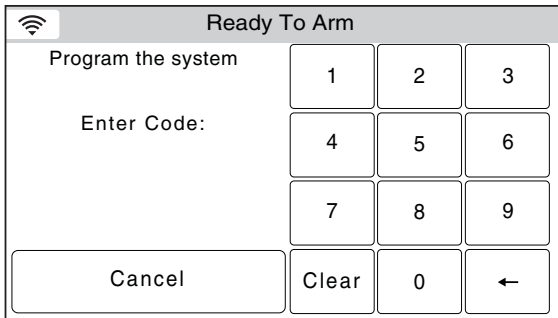 Ready To Arm
Program the system
Enter Code:
1 2 3
4 5 6
7 8 9
Cancel Clear 0 ←